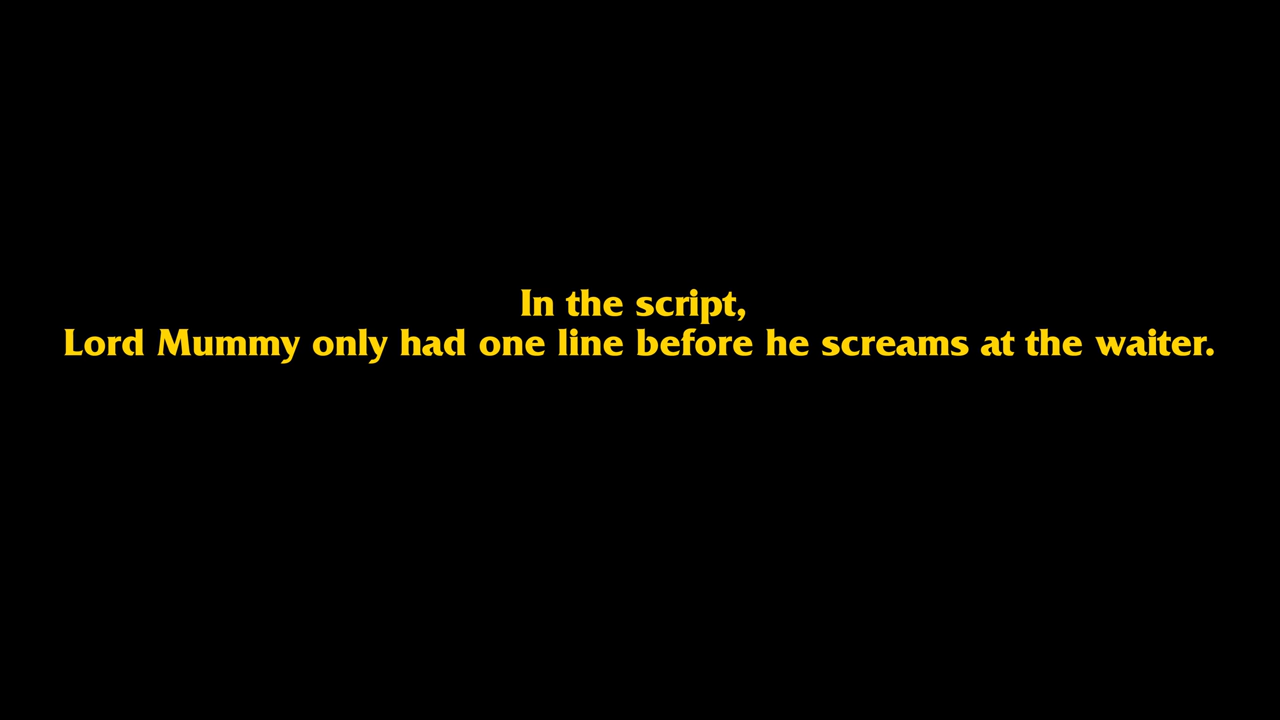 In the script,
Lord Mummy only had one line before he screams at the waiter.